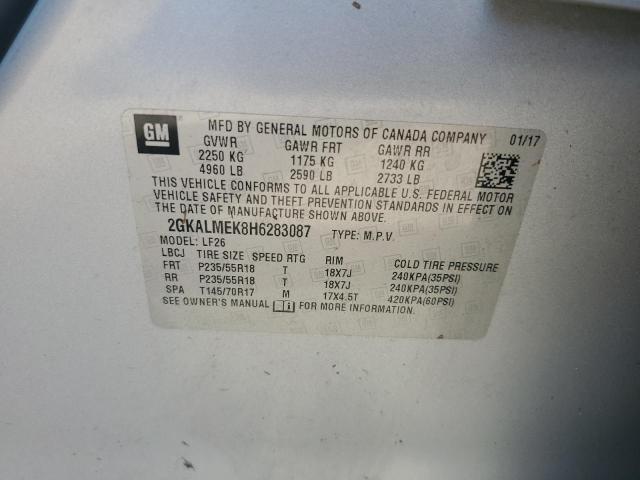 GM
MFD BY GENERAL MOTORS OF CANADA COMPANY 01/17
GVWR GAWR FRT GAWR RR
2250 KG 1175 KG 1240 KG
4960 LB 2590 LB 2733 LB
THIS VEHICLE CONFORMS TO ALL APPLICABLE U.S. FEDERAL MOTOR
VEHICLE SAFETY AND THEFT PREVENTION STANDARDS IN EFFECT ON
THE DATE OF MANUFACTURE SHOWN ABOVE.
2GKALMEK8H6283087 TYPE: M.P.V.
MODEL: LF26
LBCJ TIRE SIZE SPEED RTG RIM COLD TIRE PRESSURE
FRT P235/55R18 T 18X7J 240KPA(35PSI)
RR P235/55R18 T 18X7J 240KPA(35PSI)
SPA T145/70R17 M 17X4.5T 420KPA(60PSI)
SEE OWNER'S MANUAL FOR MORE INFORMATION.